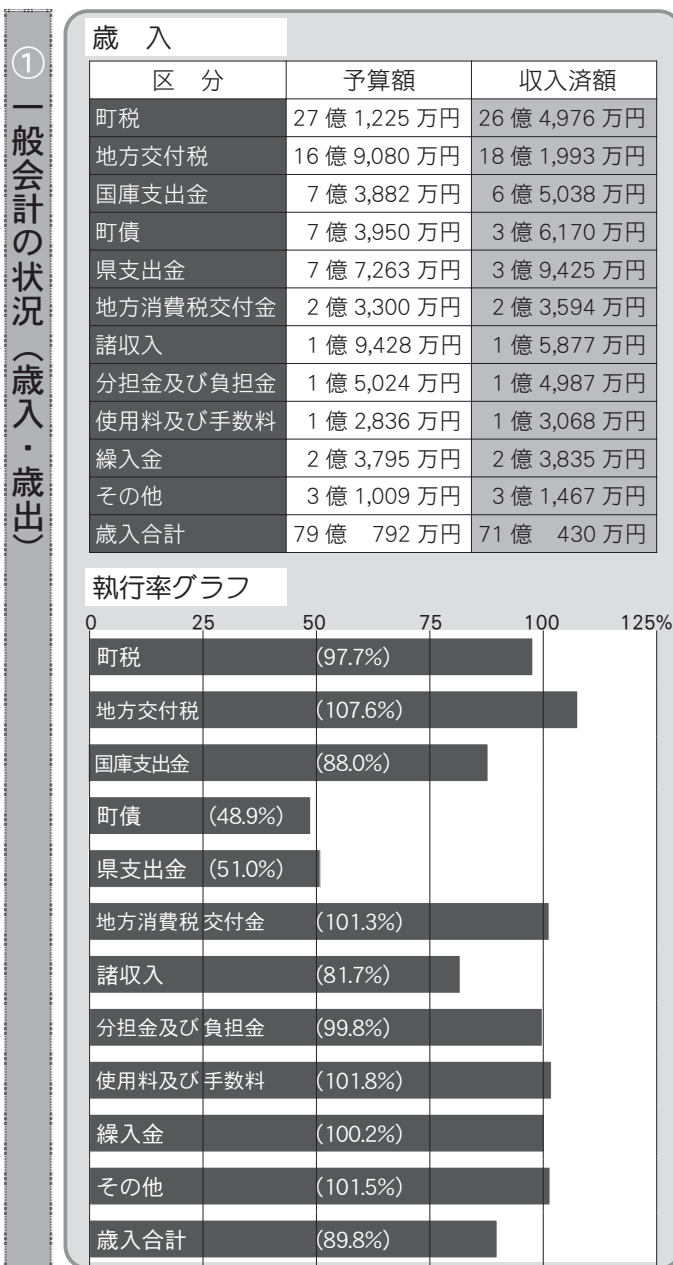 ① 一般会計の状況（歳入・歳出）
歳 入
区 分 予算額 収入済額
町税 27 億 1,225 万円 26 億 4,976 万円
地方交付税 16 億 9,080 万円 18 億 1,993 万円
国庫支出金 7 億 3,882 万円 6 億 5,038 万円
町債 7 億 3,950 万円 3 億 6,170 万円
県支出金 7 億 7,263 万円 3 億 9,425 万円
地方消費税交付金 2 億 3,300 万円 2 億 3,594 万円
諸収入 1 億 9,428 万円 1 億 5,877 万円
分担金及び負担金 1 億 5,024 万円 1 億 4,987 万円
使用料及び手数料 1 億 2,836 万円 1 億 3,068 万円
繰入金 2 億 3,795 万円 2 億 3,835 万円
その他 3 億 1,009 万円 3 億 1,467 万円
歳入合計 79 億 792 万円 71 億 430 万円
執行率グラフ
0 25 50 75 100 125%
町税 (97.7%)
地方交付税 (107.6%)
国庫支出金 (88.0%)
町債 (48.9%)
県支出金 (51.0%)
地方消費税交付金 (101.3%)
諸収入 (81.7%)
分担金及び負担金 (99.8%)
使用料及び手数料 (101.8%)
繰入金 (100.2%)
その他 (101.5%)
歳入合計 (89.8%)